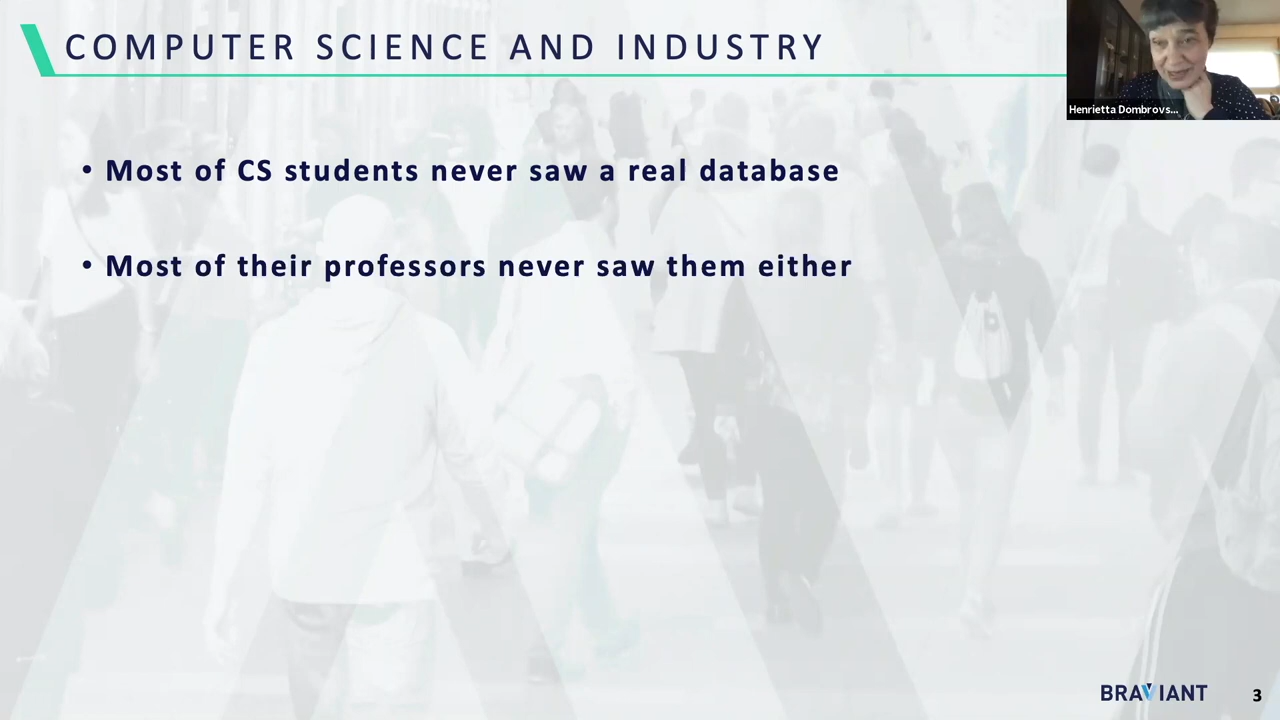 COMPUTER SCIENCE AND INDUSTRY
Henrietta Dombrovs...
• Most of CS students never saw a real database
• Most of their professors never saw them either
BRAVIANT
3